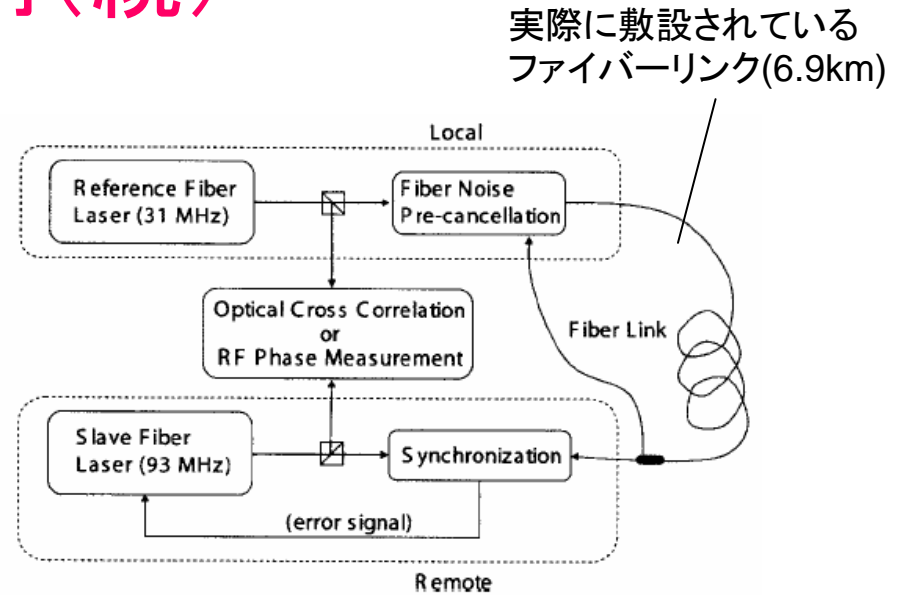 (続)
実際に敷設されている
ファイバーリンク(6.9km)
Local
Reference Fiber
Laser (31 MHz)
Fiber Noise
Pre-cancellation
Optical Cross Correlation
or
RF Phase Measurement
Fiber Link
Slave Fiber
Laser (93 MHz)
Synchronization
(error signal)
Remote